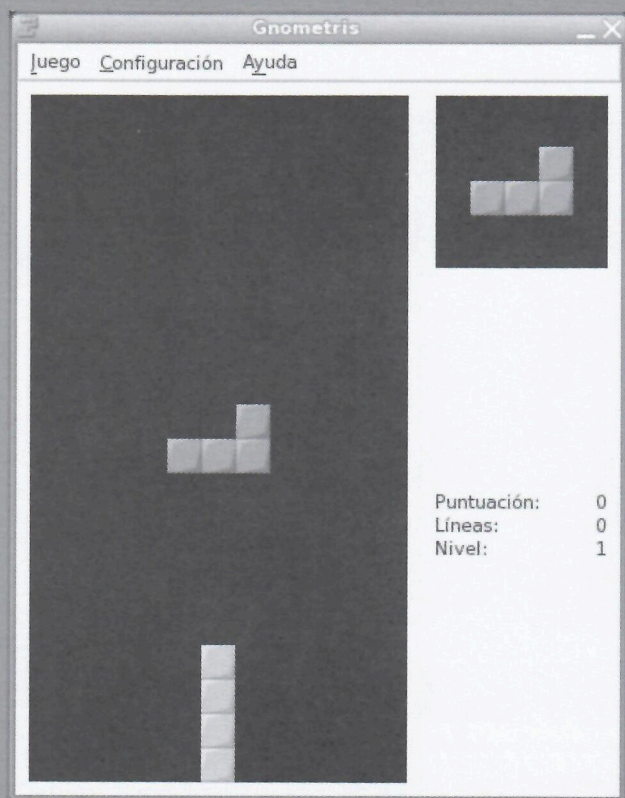 Gnometris
Juego Configuración Ayuda
Puntuación: 0
Líneas: 0
Nivel: 1